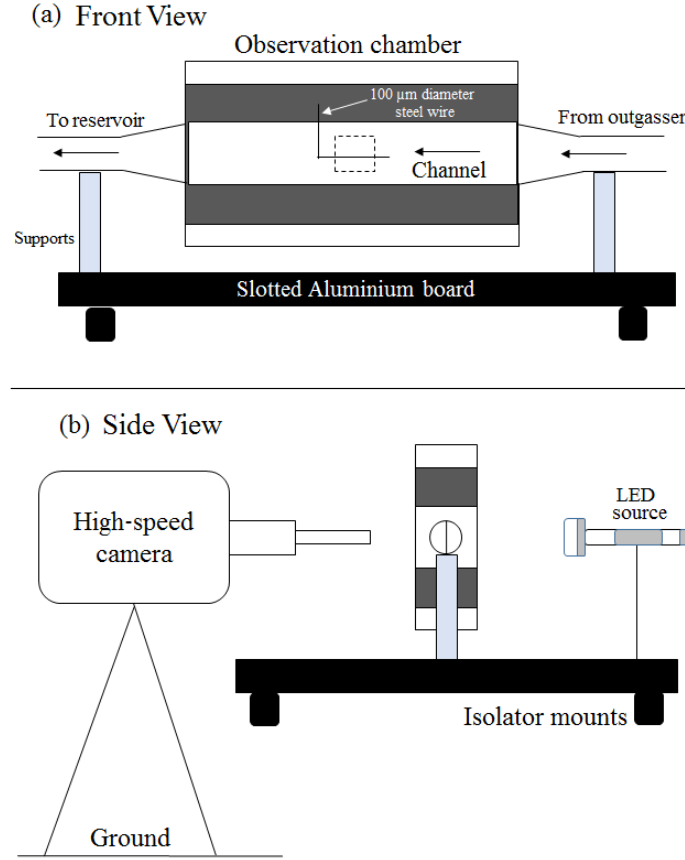 (a) Front View
Observation chamber
100 µm diameter
steel wire
To reservoir
From outgasser
Channel
Supports
Slotted Aluminium board
(b) Side View
High-speed
camera
LED
source
Isolator mounts
Ground